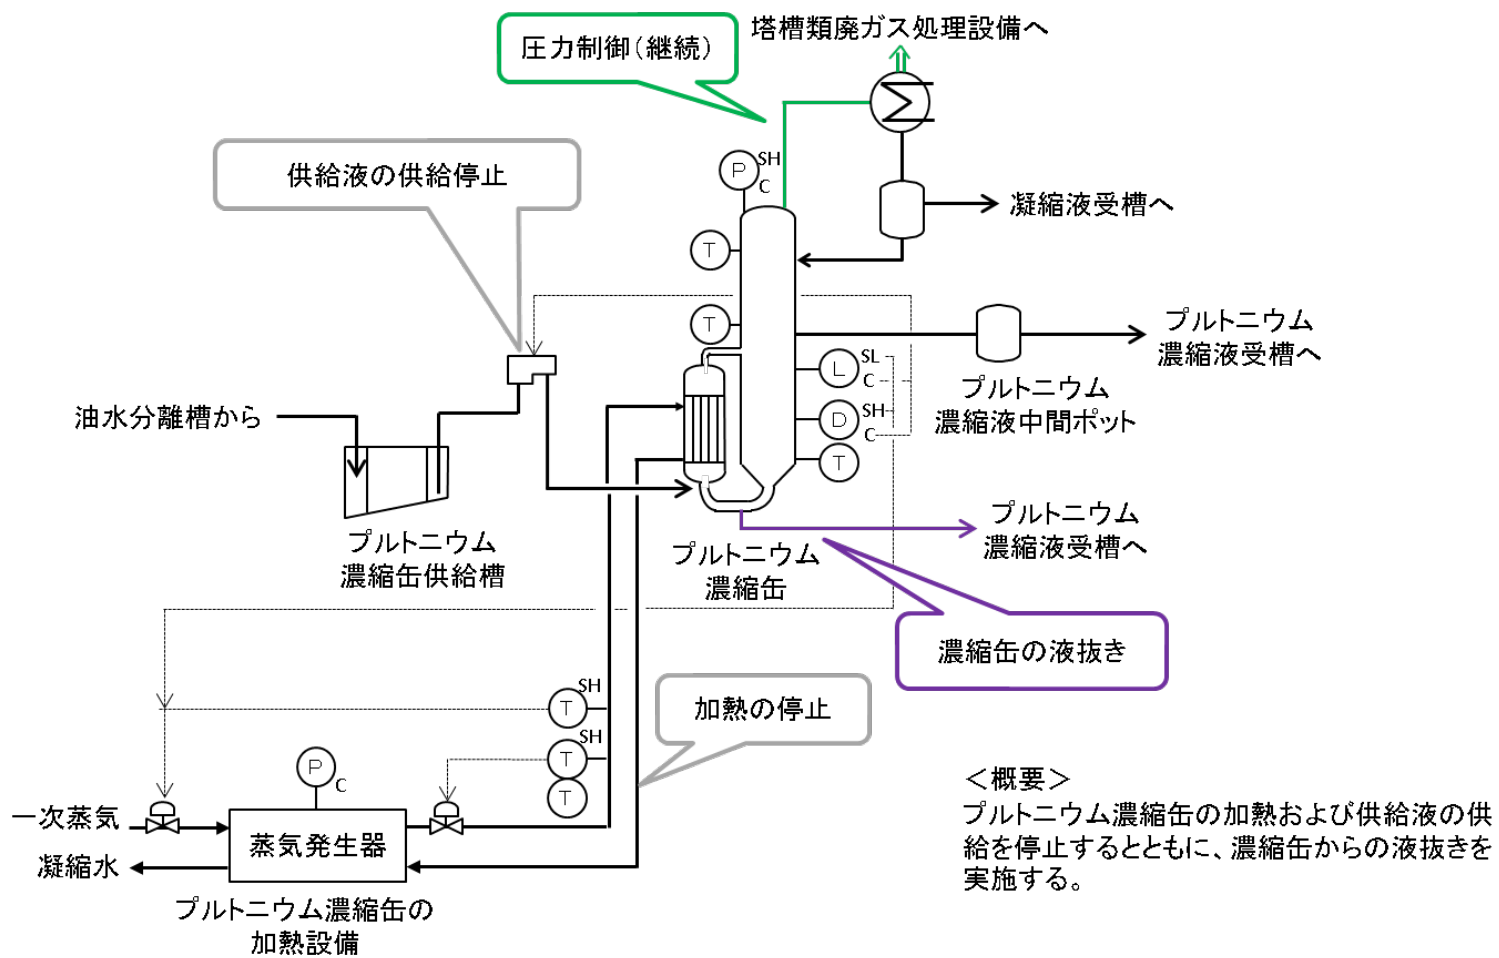 塔槽類廃ガス処理設備へ
圧力制御(継続)
供給液の供給停止
P
SH
C
凝縮液受槽へ
T
T
プルトニウム
濃縮液受槽へ
L
SL
C
プルトニウム
濃縮液中間ポット
D
SH
C
T
油水分離槽から
プルトニウム
濃縮缶供給槽
プルトニウム
濃縮缶
プルトニウム
濃縮液受槽へ
濃縮缶の液抜き
加熱の停止
T
SH
T
SH
T
P
C
一次蒸気
蒸気発生器
凝縮水
プルトニウム濃縮缶の
加熱設備
<概要>
プルトニウム濃縮缶の加熱および供給液の供
給を停止するとともに、濃縮缶からの液抜きを
実施する。